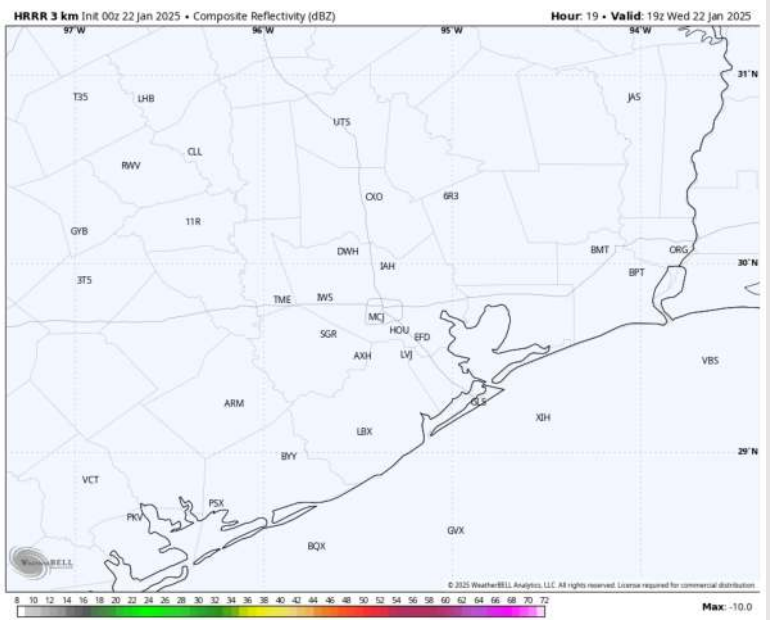 HRRR 3 km Init 00z 22 Jan 2025 • Composite Reflectivity (dBZ)
Hour: 19 • Valid: 19z Wed 22 Jan 2025
97°W 96°W 95°W 94°W
31°N
T35 LHB JAS
UTS
CLL
RWV
CXO 6R3
11R
GYB
DWH BMT ORG
30°N
IAH
BPT
3T5
TME IWS
MCJ
HOU
SGR EFD
AXH LVJ
VBS
ARM GLS
XIH
LBX
29°N
BYY
VCT
PSX
PKV
GVX
BQX
WeatherBELL
© 2025 WeatherBELL Analytics, LLC. All rights reserved. License required for commercial distribution
8 10 12 14 16 18 20 22 24 26 28 30 32 34 36 38 40 42 44 46 48 50 52 54 56 58 60 62 64 66 68 70 72
Max: -10.0